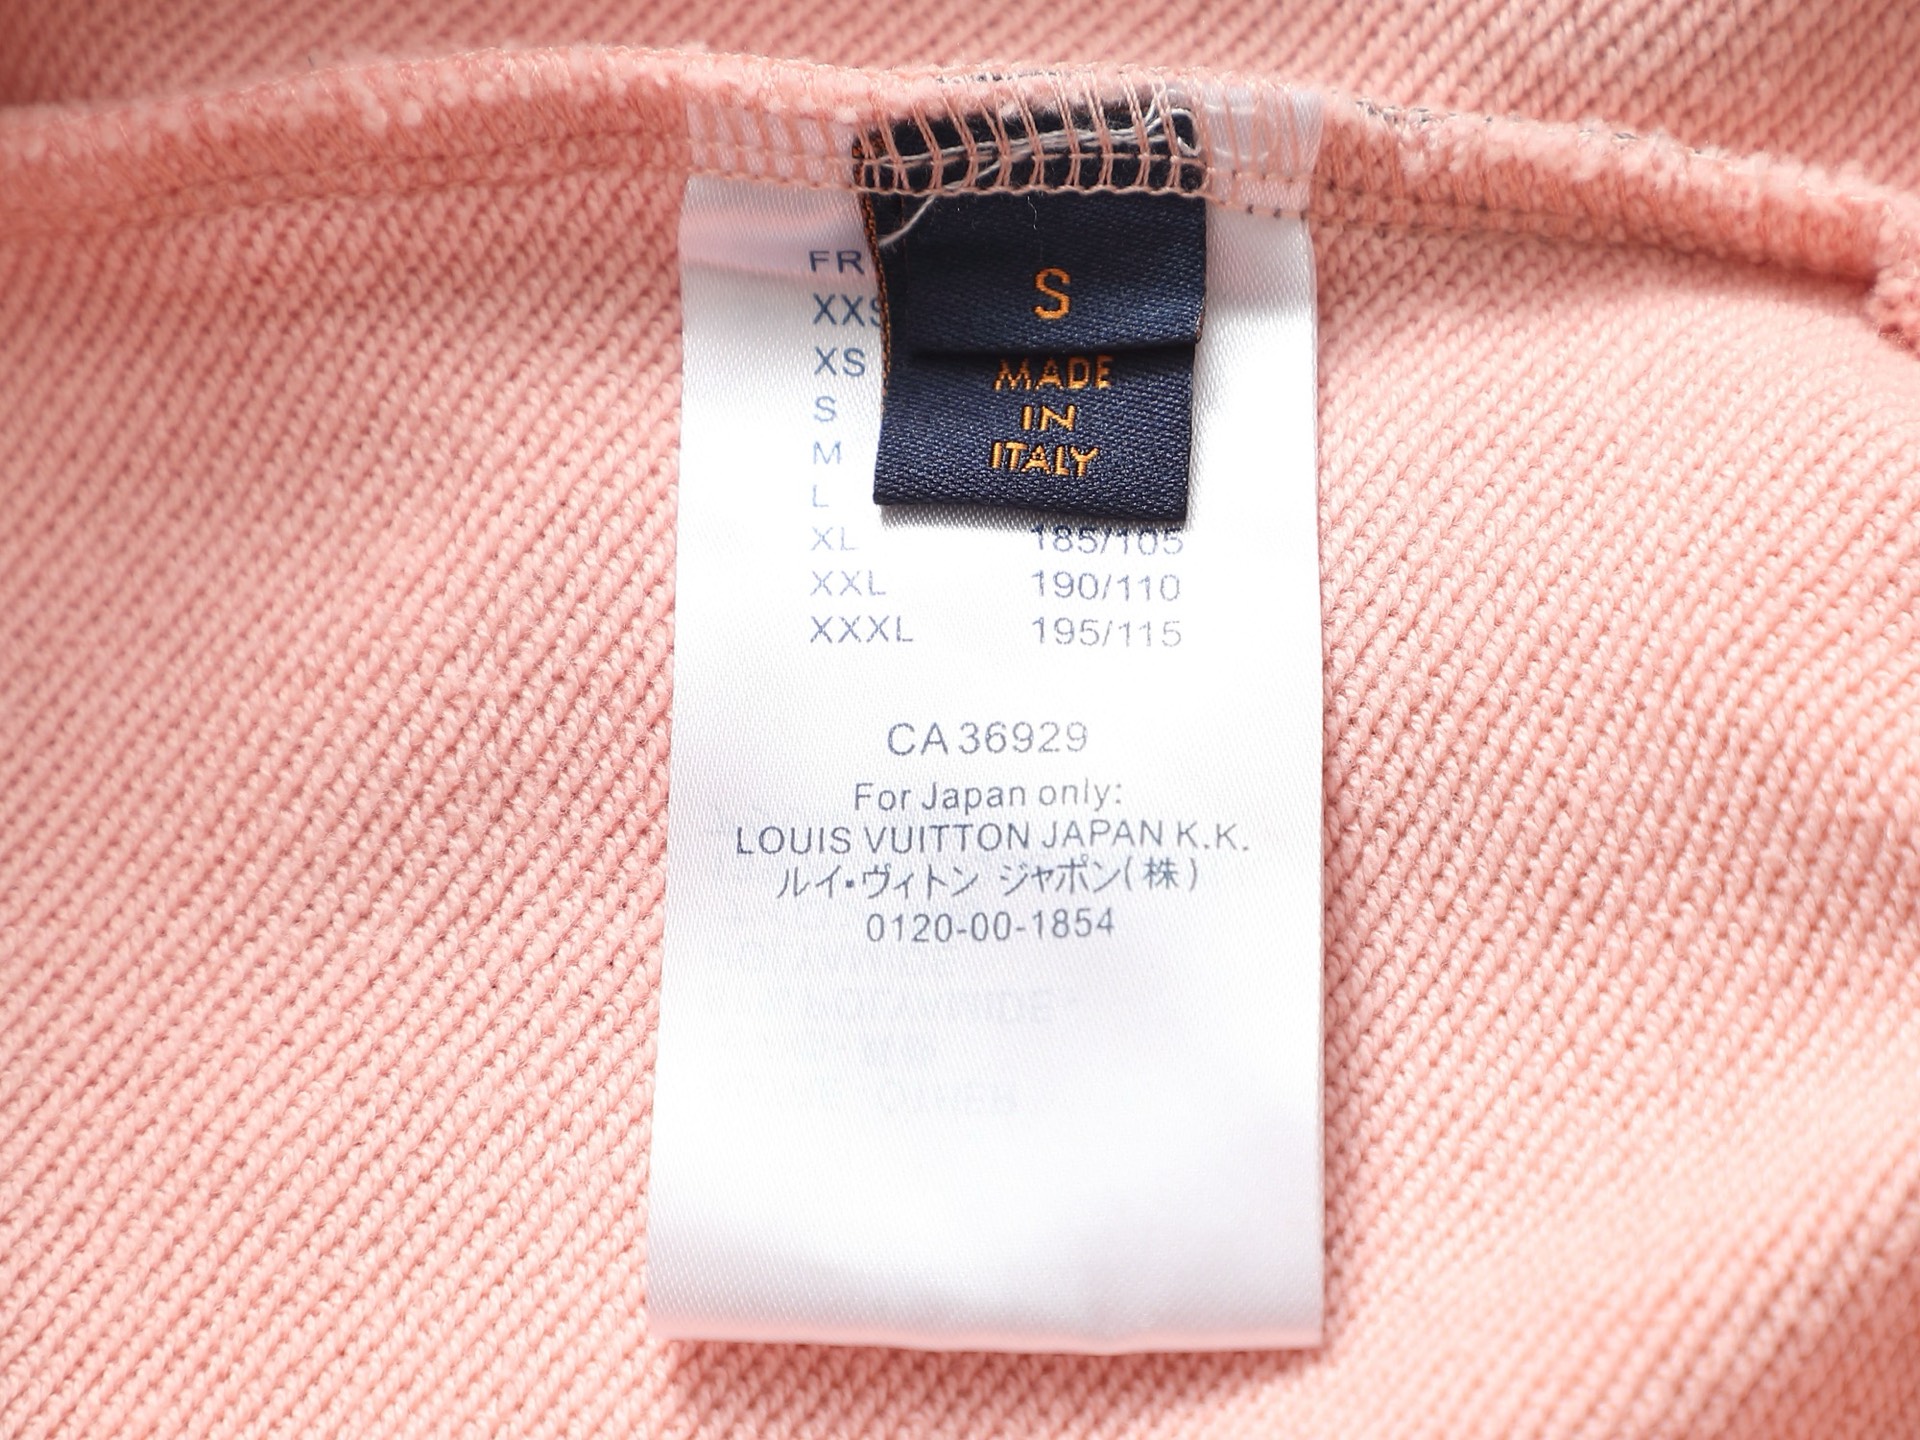 FR
XXS
XS
S
M
L
XL 185/105
XXL 190/110
XXXL 195/115
S
MADE
IN
ITALY
CA 36929
For Japan only:
LOUIS VUITTON JAPAN K.K.
ルイ・ヴィトン ジャポン(株)
0120-00-1854